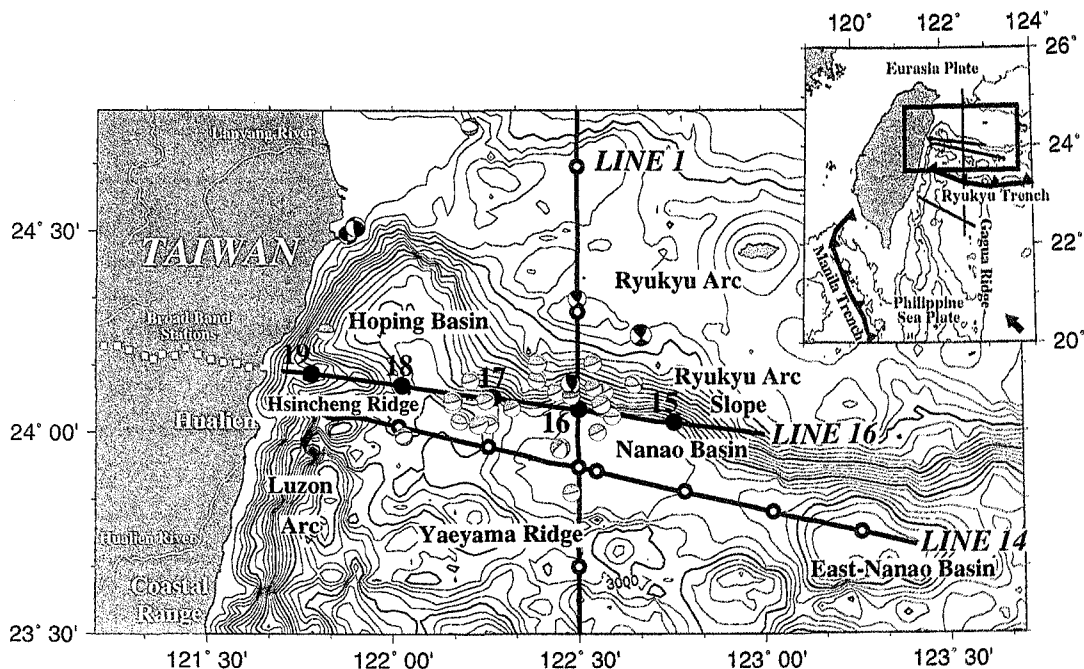 120°
122°
124°
26°
Eurasia Plate
24°
Ryukyu Trench
22°
Gagua Ridge
Manila Trench
Philippine
Sea Plate
20°
Lanyang River
LINE 1
24° 30'
TAIWAN
Ryukyu Arc
Broad Band
Stations
Hoping Basin
19
18
17
Ryukyu Arc
Slope
15
Hualien
Hsincheng Ridge
16
LINE 16
24° 00'
Nanao Basin
Luzon
Arc
Yaeyama Ridge
LINE 14
Hualien River
East-Nanao Basin
3000
Coastal
Range
23° 30'
121° 30'
122° 00'
122° 30'
123° 00'
123° 30'